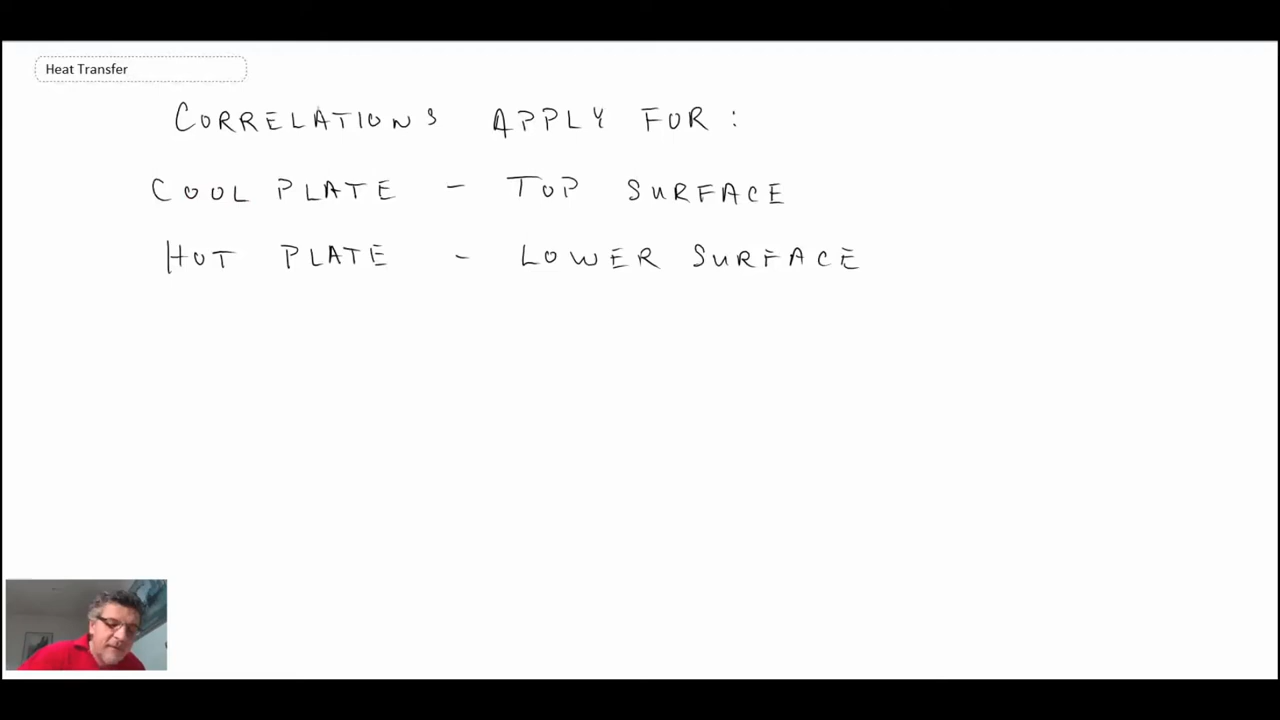 Heat Transfer
CORRELATIONS APPLY FOR:
COOL PLATE - TOP SURFACE
HOT PLATE - LOWER SURFACE